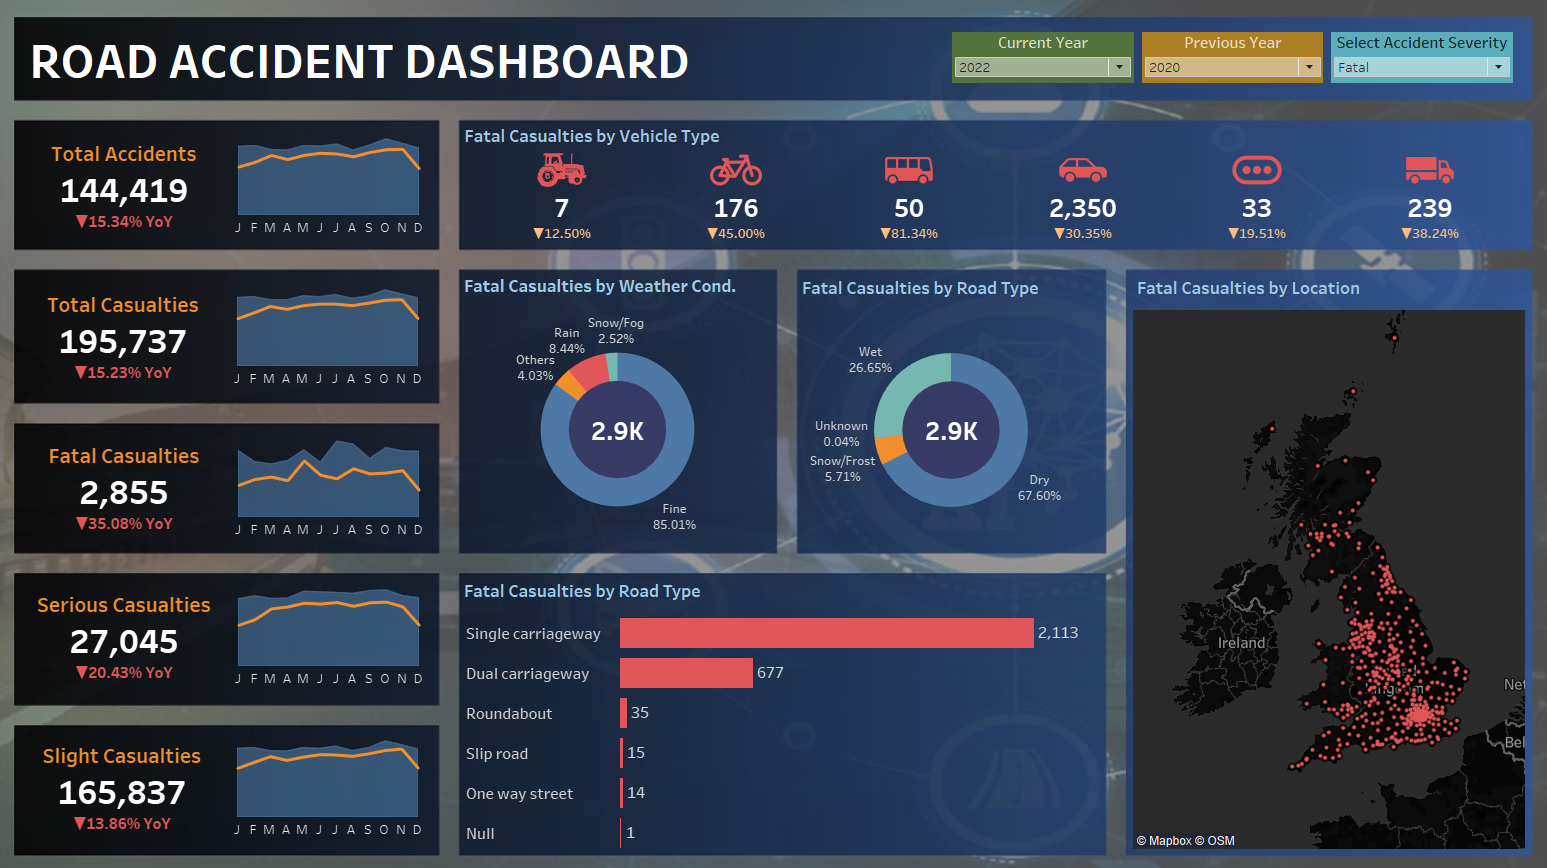 ROAD ACCIDENT DASHBOARD
Current Year
2022
Previous Year
2020
Select Accident Severity
Fatal
Total Accidents
144,419
▼15.34% YoY
J F M A M J J A S O N D
Total Casualties
195,737
▼15.23% YoY
J F M A M J J A S O N D
Fatal Casualties
2,855
▼35.08% YoY
J F M A M J J A S O N D
Serious Casualties
27,045
▼20.43% YoY
J F M A M J J A S O N D
Slight Casualties
165,837
▼13.86% YoY
J F M A M J J A S O N D
Fatal Casualties by Vehicle Type
7
▼12.50%
176
▼45.00%
50
▼81.34%
2,350
▼30.35%
33
▼19.51%
239
▼38.24%
Fatal Casualties by Weather Cond.
Snow/Fog
2.52%
Rain
8.44%
Others
4.03%
2.9K
Fine
85.01%
Fatal Casualties by Road Type
Wet
26.65%
Unknown
0.04%
Snow/Frost
5.71%
2.9K
Dry
67.60%
Fatal Casualties by Road Type
Single carriageway 2,113
Dual carriageway 677
Roundabout 35
Slip road 15
One way street 14
Null 1
Fatal Casualties by Location
Ireland
Net
Bel
© Mapbox © OSM